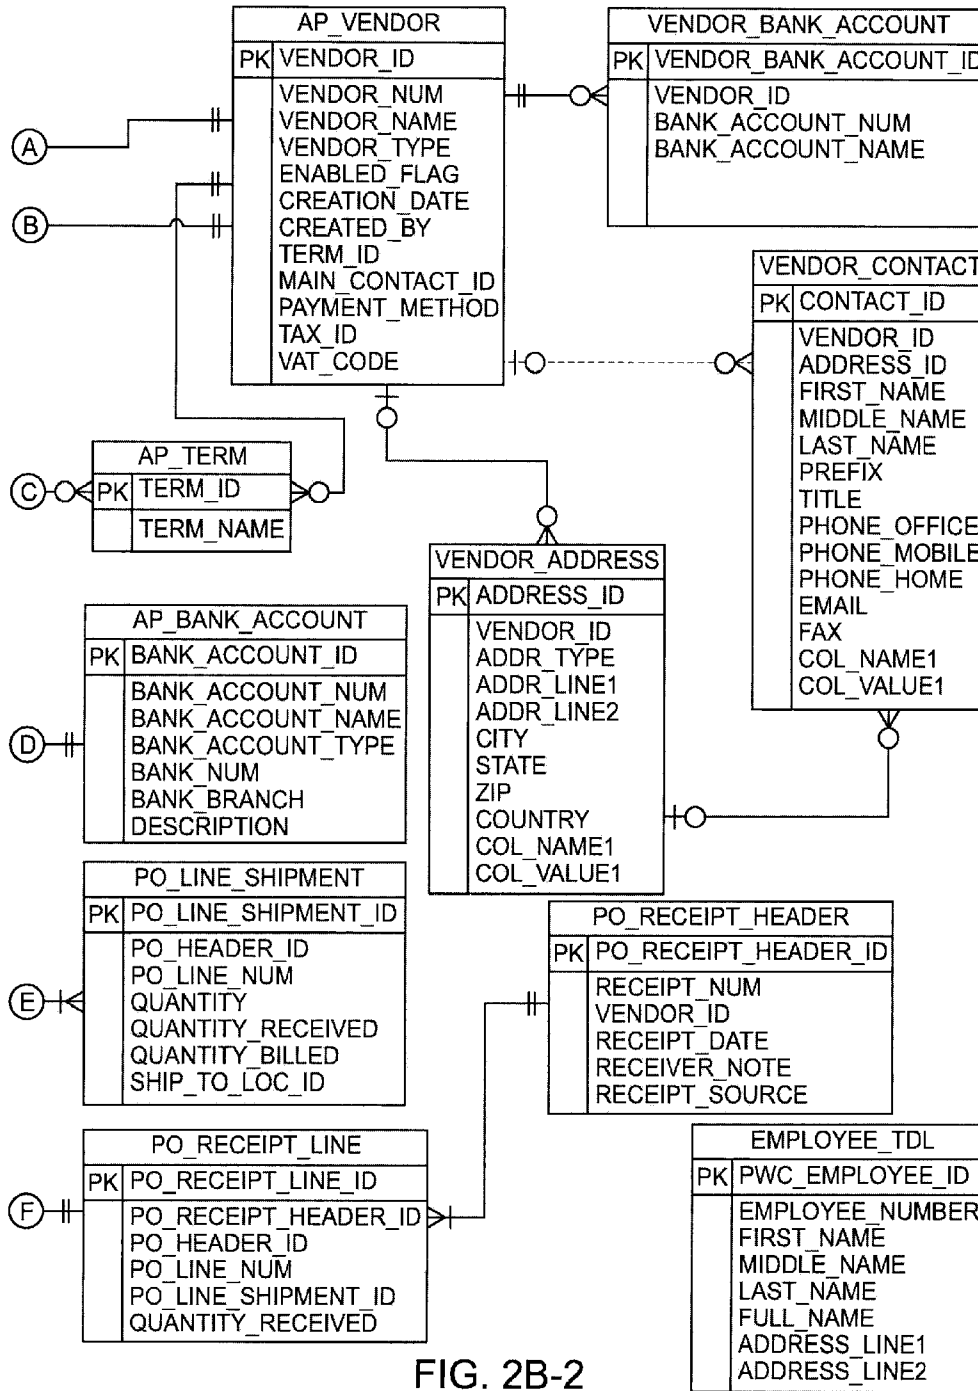 AP_VENDOR
PK VENDOR_ID
VENDOR_NUM
VENDOR_NAME
VENDOR_TYPE
ENABLED_FLAG
CREATION_DATE
CREATED_BY
TERM_ID
MAIN_CONTACT_ID
PAYMENT_METHOD
TAX_ID
VAT_CODE
VENDOR_BANK_ACCOUNT
PK VENDOR_BANK_ACCOUNT_ID
VENDOR_ID
BANK_ACCOUNT_NUM
BANK_ACCOUNT_NAME
A
B
VENDOR_CONTACT
PK CONTACT_ID
VENDOR_ID
ADDRESS_ID
FIRST_NAME
MIDDLE_NAME
LAST_NAME
PREFIX
TITLE
PHONE_OFFICE
PHONE_MOBILE
PHONE_HOME
EMAIL
FAX
COL_NAME1
COL_VALUE1
C
AP_TERM
PK TERM_ID
TERM_NAME
VENDOR_ADDRESS
PK ADDRESS_ID
VENDOR_ID
ADDR_TYPE
ADDR_LINE1
ADDR_LINE2
CITY
STATE
ZIP
COUNTRY
COL_NAME1
COL_VALUE1
D
AP_BANK_ACCOUNT
PK BANK_ACCOUNT_ID
BANK_ACCOUNT_NUM
BANK_ACCOUNT_NAME
BANK_ACCOUNT_TYPE
BANK_NUM
BANK_BRANCH
DESCRIPTION
E
PO_LINE_SHIPMENT
PK PO_LINE_SHIPMENT_ID
PO_HEADER_ID
PO_LINE_NUM
QUANTITY
QUANTITY_RECEIVED
QUANTITY_BILLED
SHIP_TO_LOC_ID
PO_RECEIPT_HEADER
PK PO_RECEIPT_HEADER_ID
RECEIPT_NUM
VENDOR_ID
RECEIPT_DATE
RECEIVER_NOTE
RECEIPT_SOURCE
F
PO_RECEIPT_LINE
PK PO_RECEIPT_LINE_ID
PO_RECEIPT_HEADER_ID
PO_HEADER_ID
PO_LINE_NUM
PO_LINE_SHIPMENT_ID
QUANTITY_RECEIVED
EMPLOYEE_TDL
PK PWC_EMPLOYEE_ID
EMPLOYEE_NUMBER
FIRST_NAME
MIDDLE_NAME
LAST_NAME
FULL_NAME
ADDRESS_LINE1
ADDRESS_LINE2
FIG. 2B-2